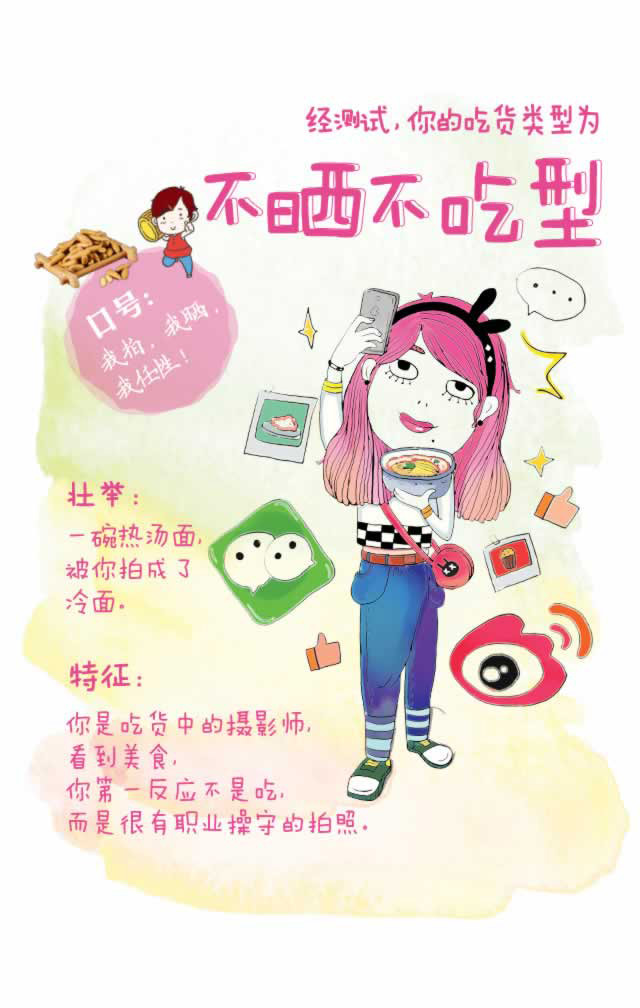 经测试,你的吃货类型为
不晒不吃型
口号:
我拍,我晒,
我任性!
壮举:
一碗热汤面,
被你拍成了
冷面。
特征:
你是吃货中的摄影师,
看到美食,
你第一反应不是吃,
而是很有职业操守的拍照。